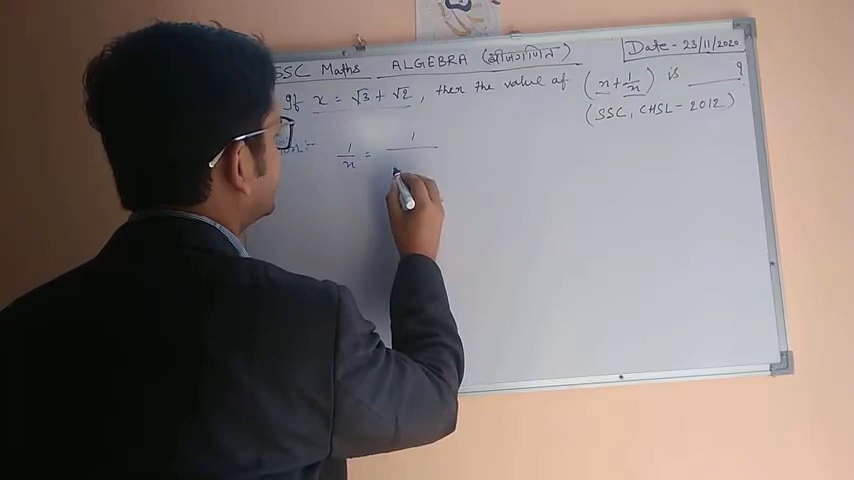 SSC Maths ALGEBRA (बीजगणित) Date - 23/11/2020
If x = √3 + √2, then the value of (x + 1/x) is ____ ?
(SSC, CHSL - 2012)
1/x = 1/